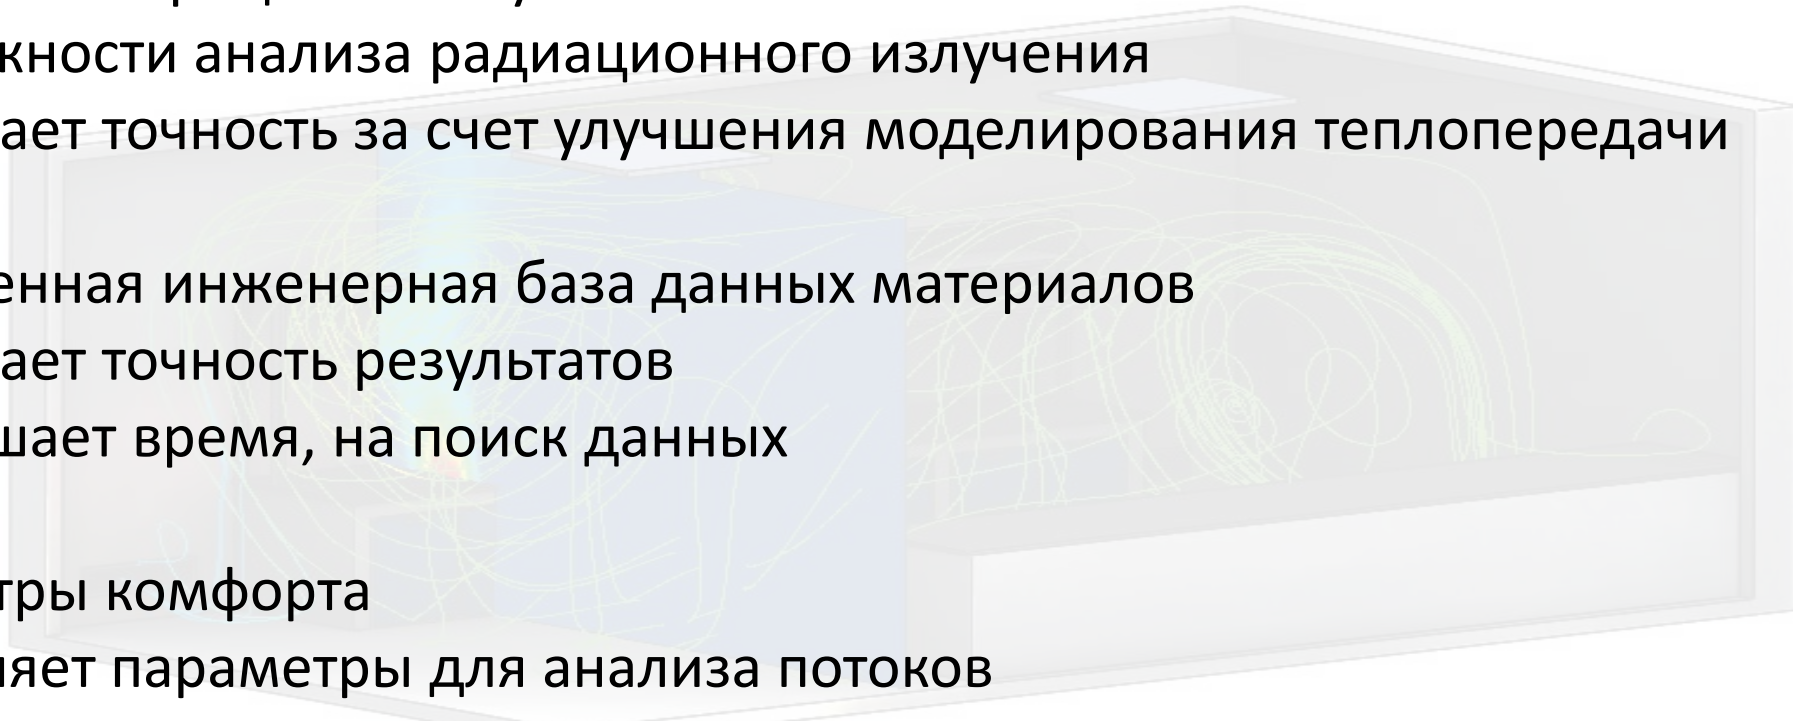 кности анализа радиационного излучения
ает точность за счет улучшения моделирования теплопередачи
енная инженерная база данных материалов
ает точность результатов
шает время, на поиск данных
тры комфорта
яет параметры для анализа потоков